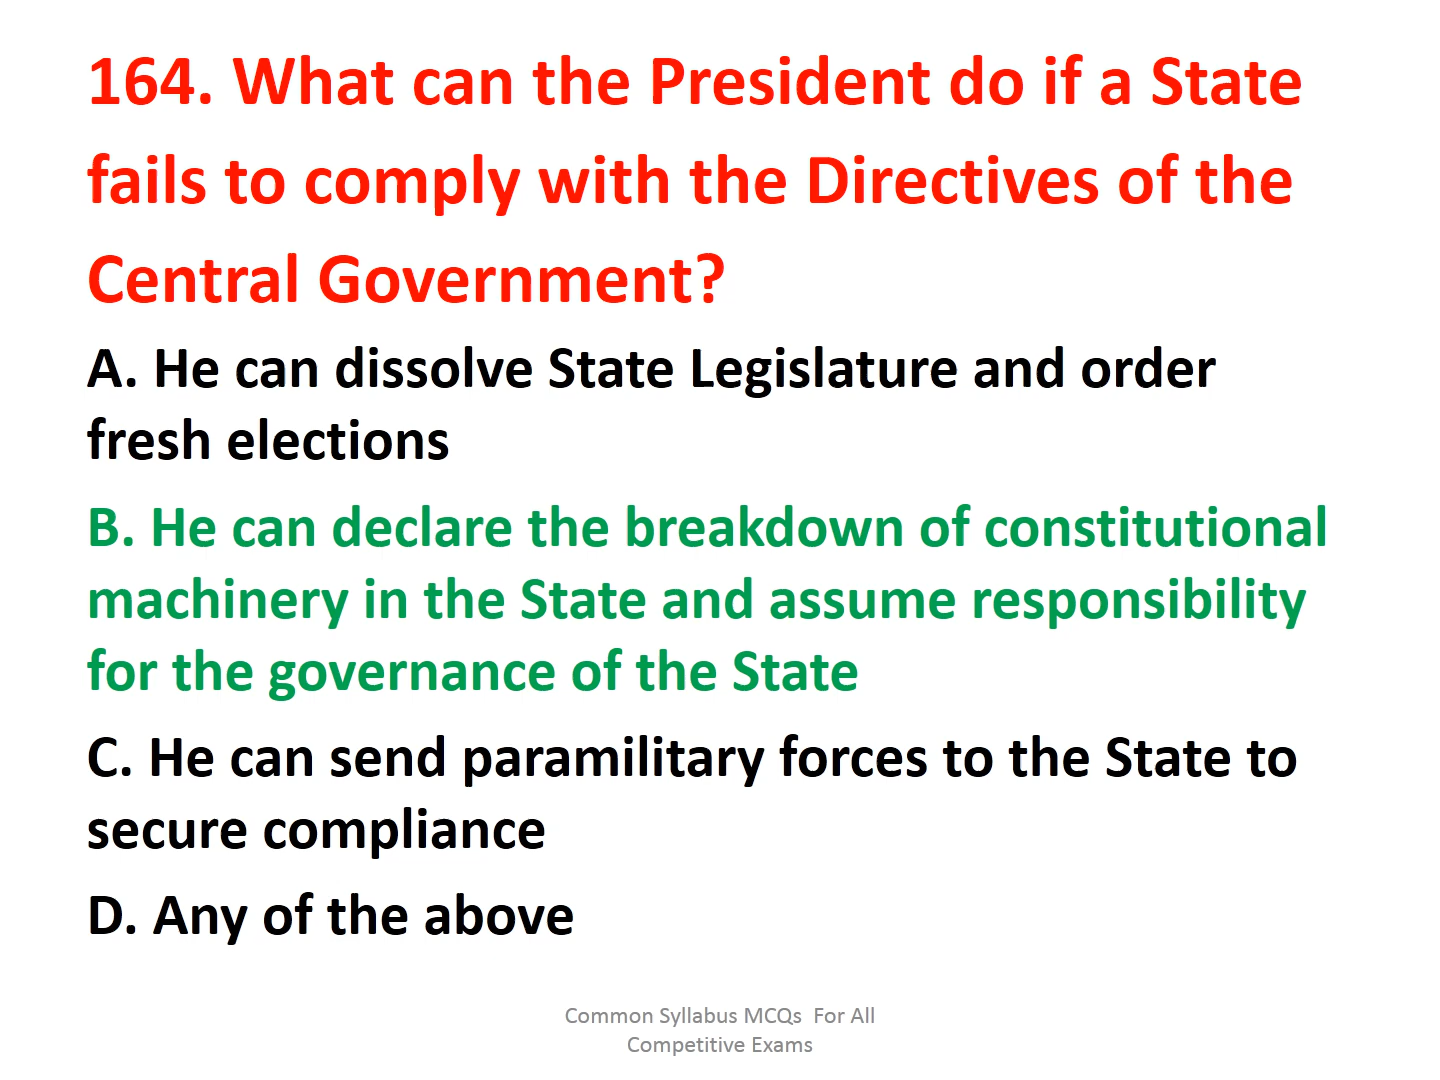 164. What can the President do if a State
fails to comply with the Directives of the
Central Government?
A. He can dissolve State Legislature and order
fresh elections
B. He can declare the breakdown of constitutional
machinery in the State and assume responsibility
for the governance of the State
C. He can send paramilitary forces to the State to
secure compliance
D. Any of the above
Common Syllabus MCQs  For All
Competitive Exams